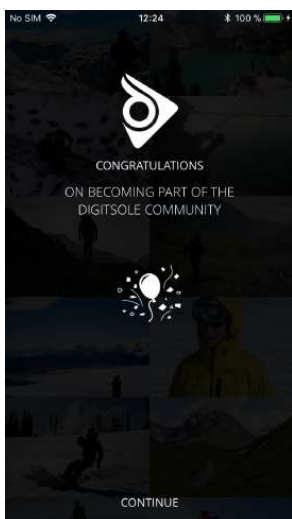 No SIM 12:24 100 %
CONGRATULATIONS
ON BECOMING PART OF THE
DIGITSOLE COMMUNITY
CONTINUE